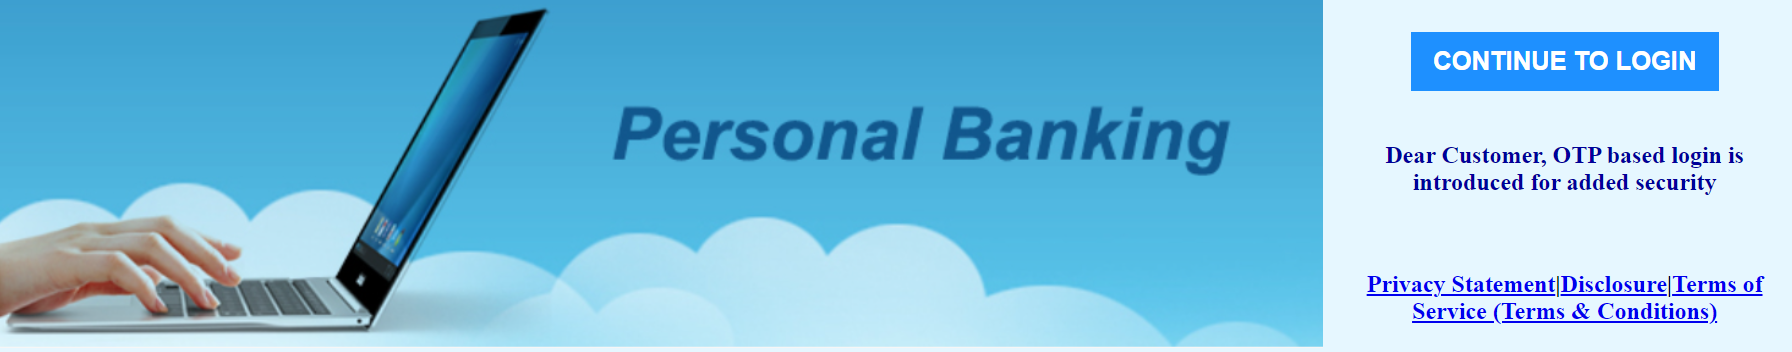 Personal Banking
CONTINUE TO LOGIN
Dear Customer, OTP based login is
introduced for added security
Privacy Statement|Disclosure|Terms of
Service (Terms & Conditions)